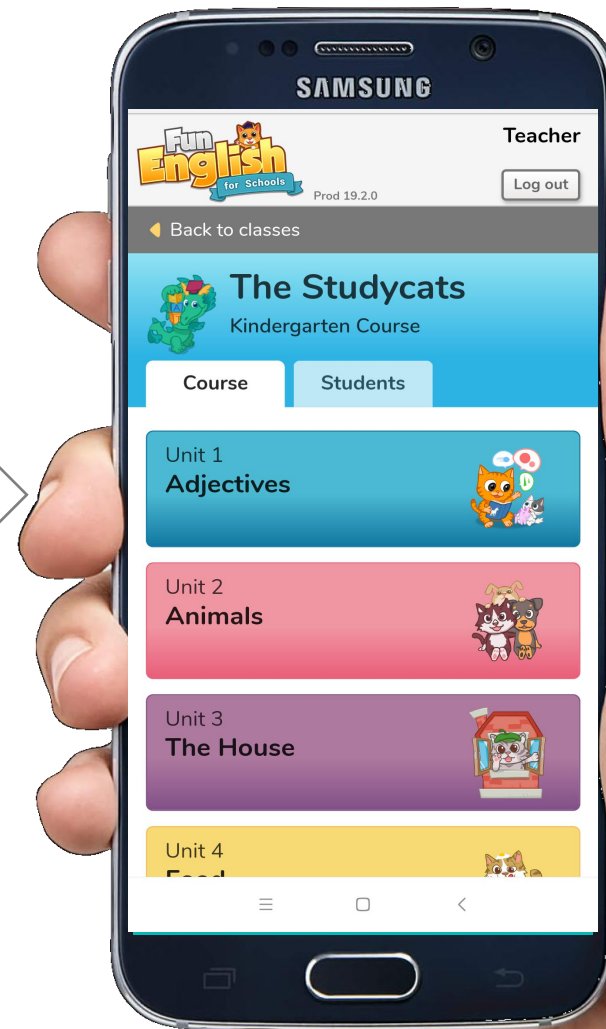 SAMSUNG
Fun
English
for Schools
Prod 19.2.0
Teacher
Log out
Back to classes
The Studycats
Kindergarten Course
Course
Students
Unit 1
Adjectives
Unit 2
Animals
Unit 3
The House
Unit 4
Food